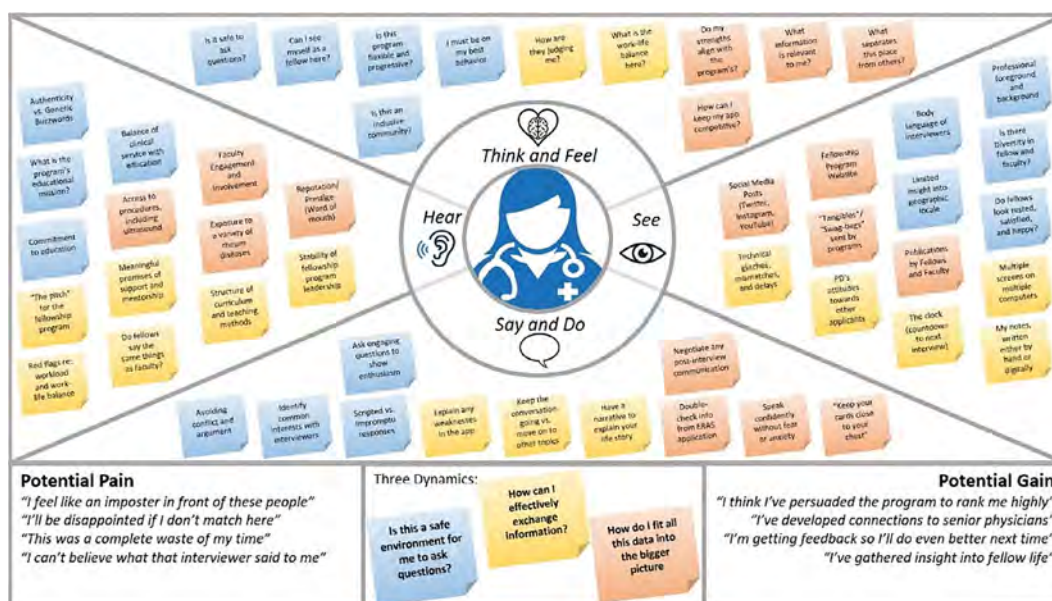 Is it safe to
ask
questions?
Can I see
myself as a
fellow here?
Is this
program
flexible and
progressive?
I must be on
my best
behavior
How are
they judging
me?
What is the
work-life
balance
here?
Do my
strengths
align with the
program's?
What
information
is relevant
to me?
What
separates
this place
from others?
Is this an
inclusive
community?
How can I
keep my app
competitive?
Think and Feel
Authenticity
vs. Generic
Buzzwords
Balance of
clinical
service with
education
What is the
program's
educational
mission?
Faculty
Engagement
and
Involvement
Access to
procedures,
including
ultrasound
Reputation/
Prestige
(Word of
mouth)
Commitment
to education
Exposure to
a variety of
rheum
diseases
Meaningful
promises of
support and
mentorship
Stability of
fellowship
program
leadership
"The pitch"
for the
fellowship
program
Structure of
curriculum
and teaching
methods
Do fellows
say the
same things
as faculty?
Red flags re:
workload
and work-
life balance
Hear
See
Professional
foreground
and
background
Body
language of
interviewers
Is there
diversity in
fellow and
faculty?
Fellowship
Program
Website
Limited
insight into
geographic
locale
Social Media
Posts
(Twitter,
Instagram,
YouTube)
Do fellows
look rested,
satisfied,
and happy?
"Tangibles"/
"Swag-bags"
sent by
programs
Publications
by Fellows
and Faculty
Technical
glitches,
mismatches,
and delays
Multiple
screens on
multiple
computers
PD's
attitudes
towards
other
applicants
The clock
(countdown
to next
interview)
My notes,
written
either by
hand or
digitally
Say and Do
Ask engaging
questions to
show
enthusiasm
Negotiate any
post-interview
communication
Avoiding
conflict and
argument
Identify
common
interests with
interviewers
Scripted vs.
impromptu
responses
Explain any
weaknesses
in the app
Keep the
conversation
going vs.
move on to
other topics
Have a
narrative to
explain your
life story
Double-
check info
from ERAS
application
Speak
confidently
without fear
or anxiety
"Keep your
cards close
to your
chest"
Potential Pain
"I feel like an imposter in front of these people"
"I'll be disappointed if I don't match here"
"This was a complete waste of my time"
"I can't believe what that interviewer said to me"
Three Dynamics:
Is this a safe
environment for
me to ask
questions?
How can I
effectively
exchange
information?
How do I fit all
this data into
the bigger
picture
Potential Gain
"I think I've persuaded the program to rank me highly"
"I've developed connections to senior physicians"
"I'm getting feedback so I'll do even better next time"
"I've gathered insight into fellow life"